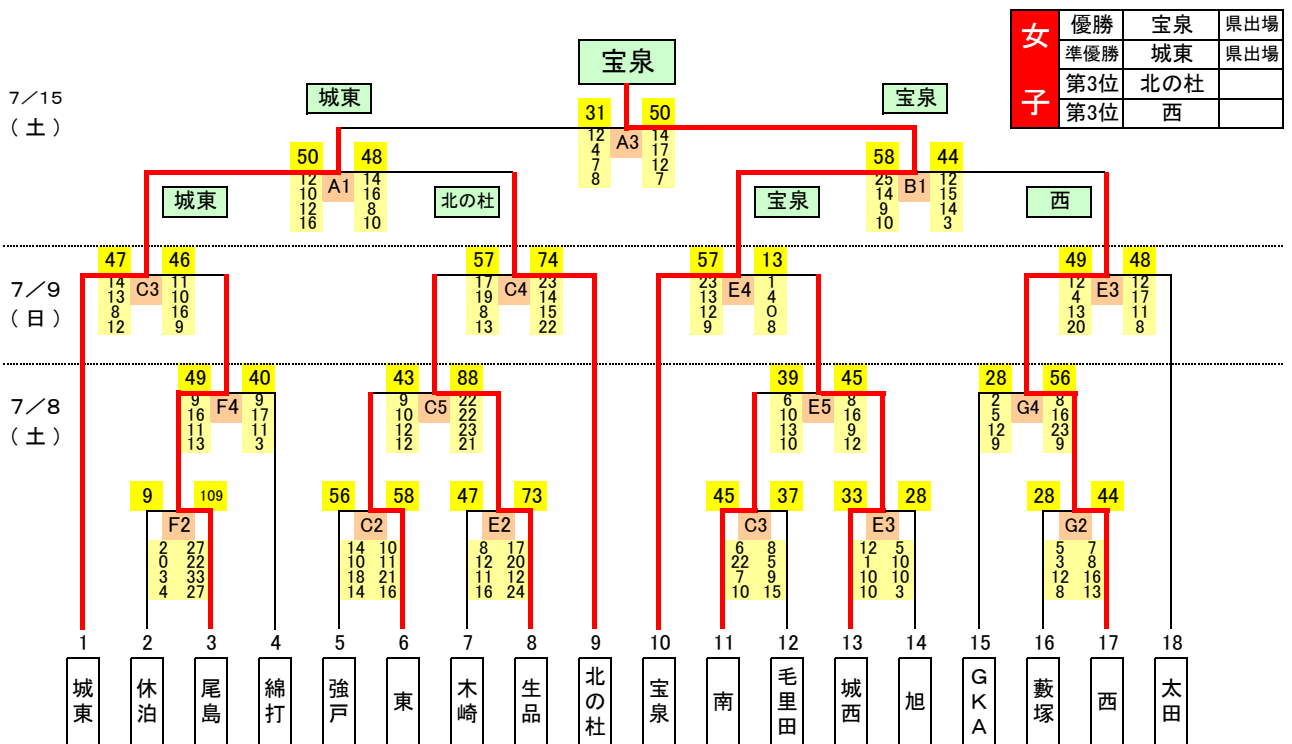 女子 優勝 宝泉 県出場
準優勝 城東 県出場
第3位 北の杜
第3位 西
宝泉
7/15
(土)
城東 宝泉
31 50
A3
12 14
4 17
7 12
8 7
50 48 58 44
A1 B1
12 14 25 12
10 16 14 15
12 8 9 14
16 10 10 3
城東 北の杜 宝泉 西
7/9
(日)
47 46 57 74 57 13 49 48
C3 C4 E4 E3
14 11 17 23 23 1 12 12
13 10 19 14 13 4 4 17
8 16 8 15 12 0 13 11
12 9 13 22 9 8 20 8
7/8
(土)
49 40 43 88 39 45 28 56
F4 C5 E5 G4
9 9 9 22 6 8 2 8
16 17 10 22 10 16 5 16
11 11 12 23 13 9 12 23
13 3 12 21 10 12 9 9
9 109 56 58 47 73 45 37 33 28 28 44
F2 C2 E2 C3 E3 G2
2 27 14 10 8 17 6 8 12 5 5 7
0 22 10 11 12 20 22 5 1 10 3 8
3 33 18 21 11 12 7 9 10 10 12 16
4 27 14 16 16 24 10 15 10 3 8 13
1 2 3 4 5 6 7 8 9 10 11 12 13 14 15 16 17 18
城東 休泊 尾島 綿打 強戸 東 木崎 生品 北の杜 宝泉 南 毛里田 城西 旭 GKA 藪塚 西 太田